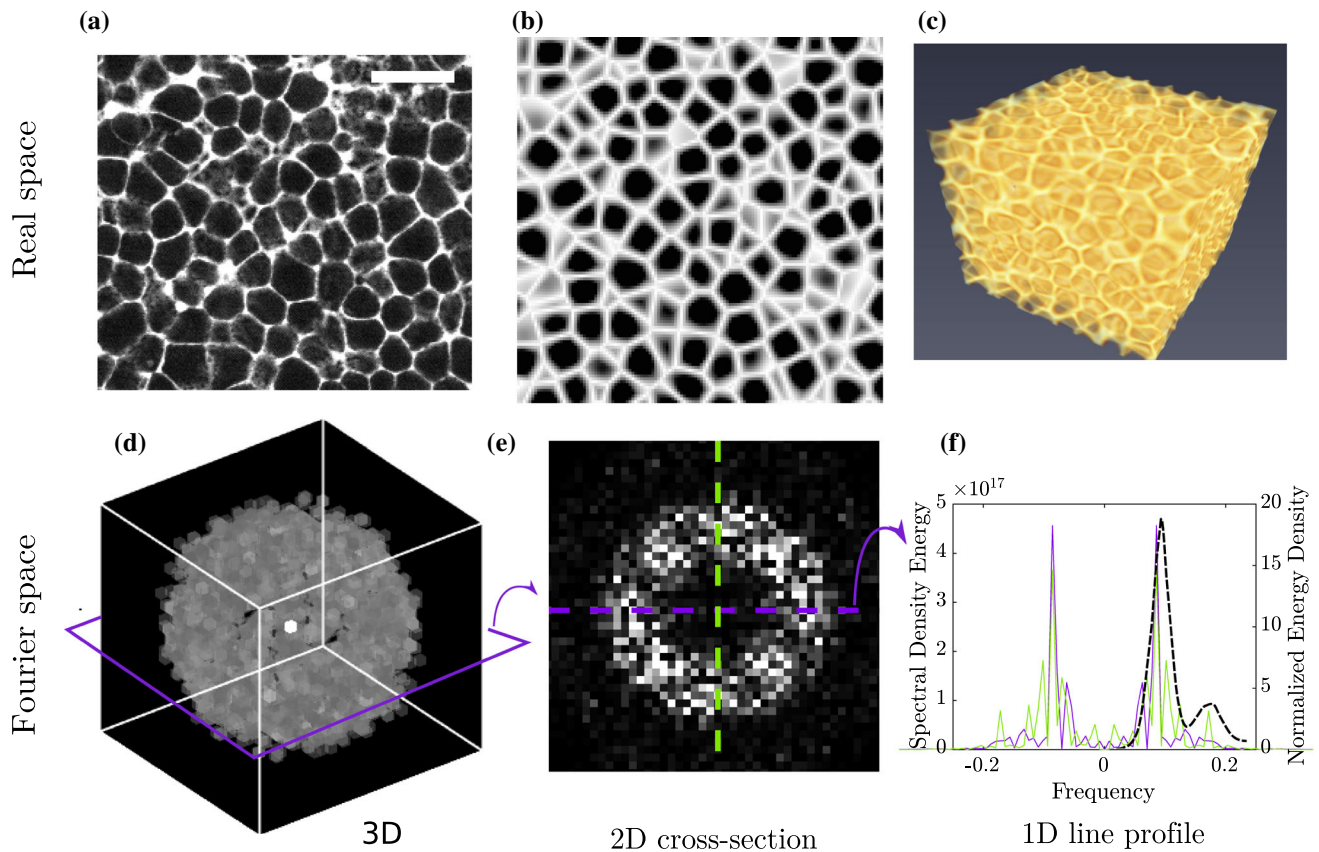 (a)
(b)
(c)
Real space
(d)
(e)
(f)
Fourier space
×10^17
5
4
3
2
1
0
20
15
10
5
0
-0.2
0
0.2
Spectral Density Energy
Normalized Energy Density
Frequency
3D
2D cross-section
1D line profile